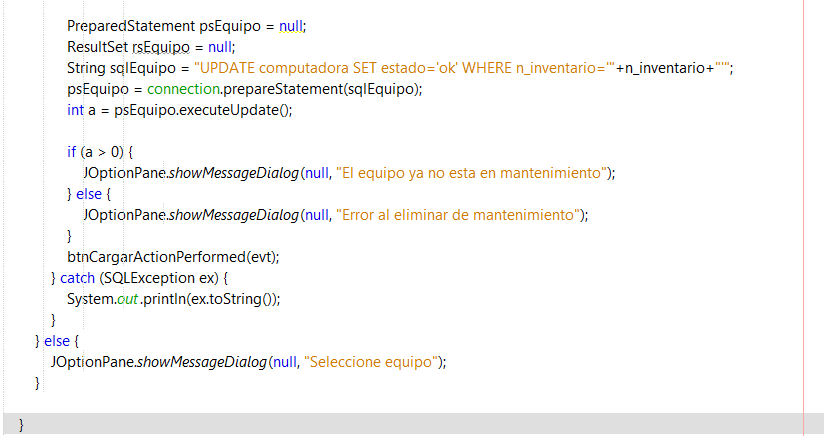 PreparedStatement psEquipo = null;
ResultSet rsEquipo = null;
String sqlEquipo = "UPDATE computadora SET estado='ok' WHERE n_inventario='"+n_inventario+"'";
psEquipo = connection.prepareStatement(sqlEquipo);
int a = psEquipo.executeUpdate();
if (a > 0) {
JOptionPane.showMessageDialog(null, "El equipo ya no esta en mantenimiento");
} else {
JOptionPane.showMessageDialog(null, "Error al eliminar de mantenimiento");
}
btnCargarActionPerformed(evt);
} catch (SQLException ex) {
System.out.println(ex.toString());
}
} else {
JOptionPane.showMessageDialog(null, "Seleccione equipo");
}
}